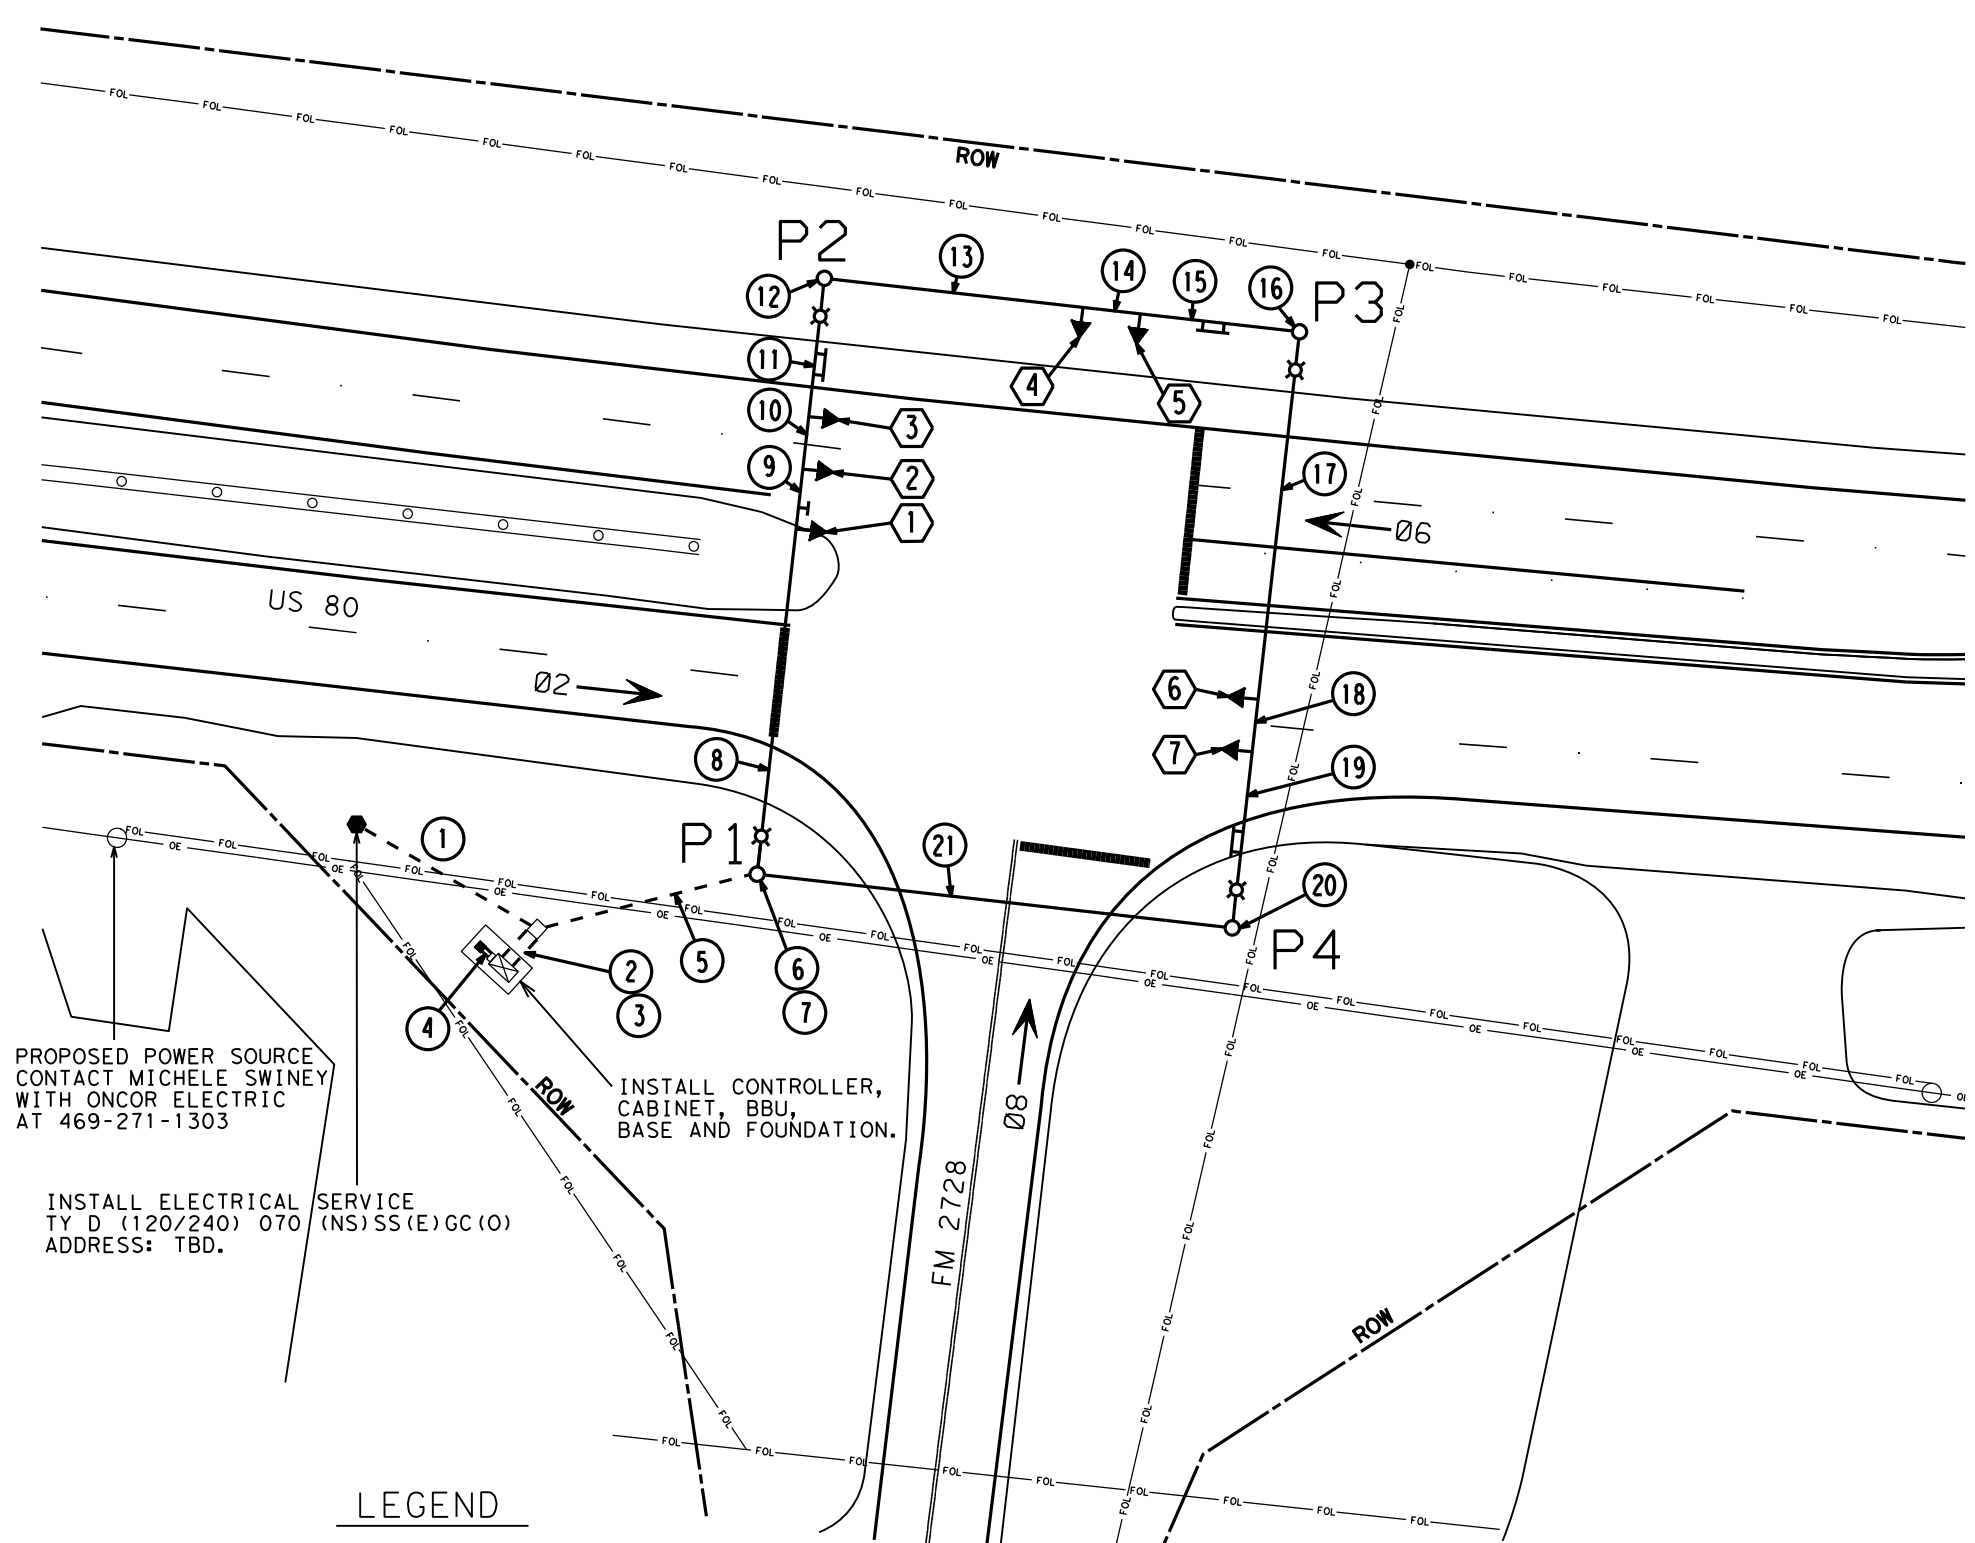 ROW
P2
13
14
15
16
P3
12
11
10
9
3
2
1
4
5
17
Ø6
US 80
Ø2
6
7
18
19
8
P1
1
21
20
P4
2
3
4
5
6
7
PROPOSED POWER SOURCE
CONTACT MICHELE SWINEY
WITH ONCOR ELECTRIC
AT 469-271-1303
INSTALL CONTROLLER,
CABINET, BBU,
BASE AND FOUNDATION.
ROW
Ø8
FM 2728
INSTALL ELECTRICAL SERVICE
TY D (120/240) 070 (NS)SS(E)GC(O)
ADDRESS: TBD.
ROW
LEGEND
FOL
OE